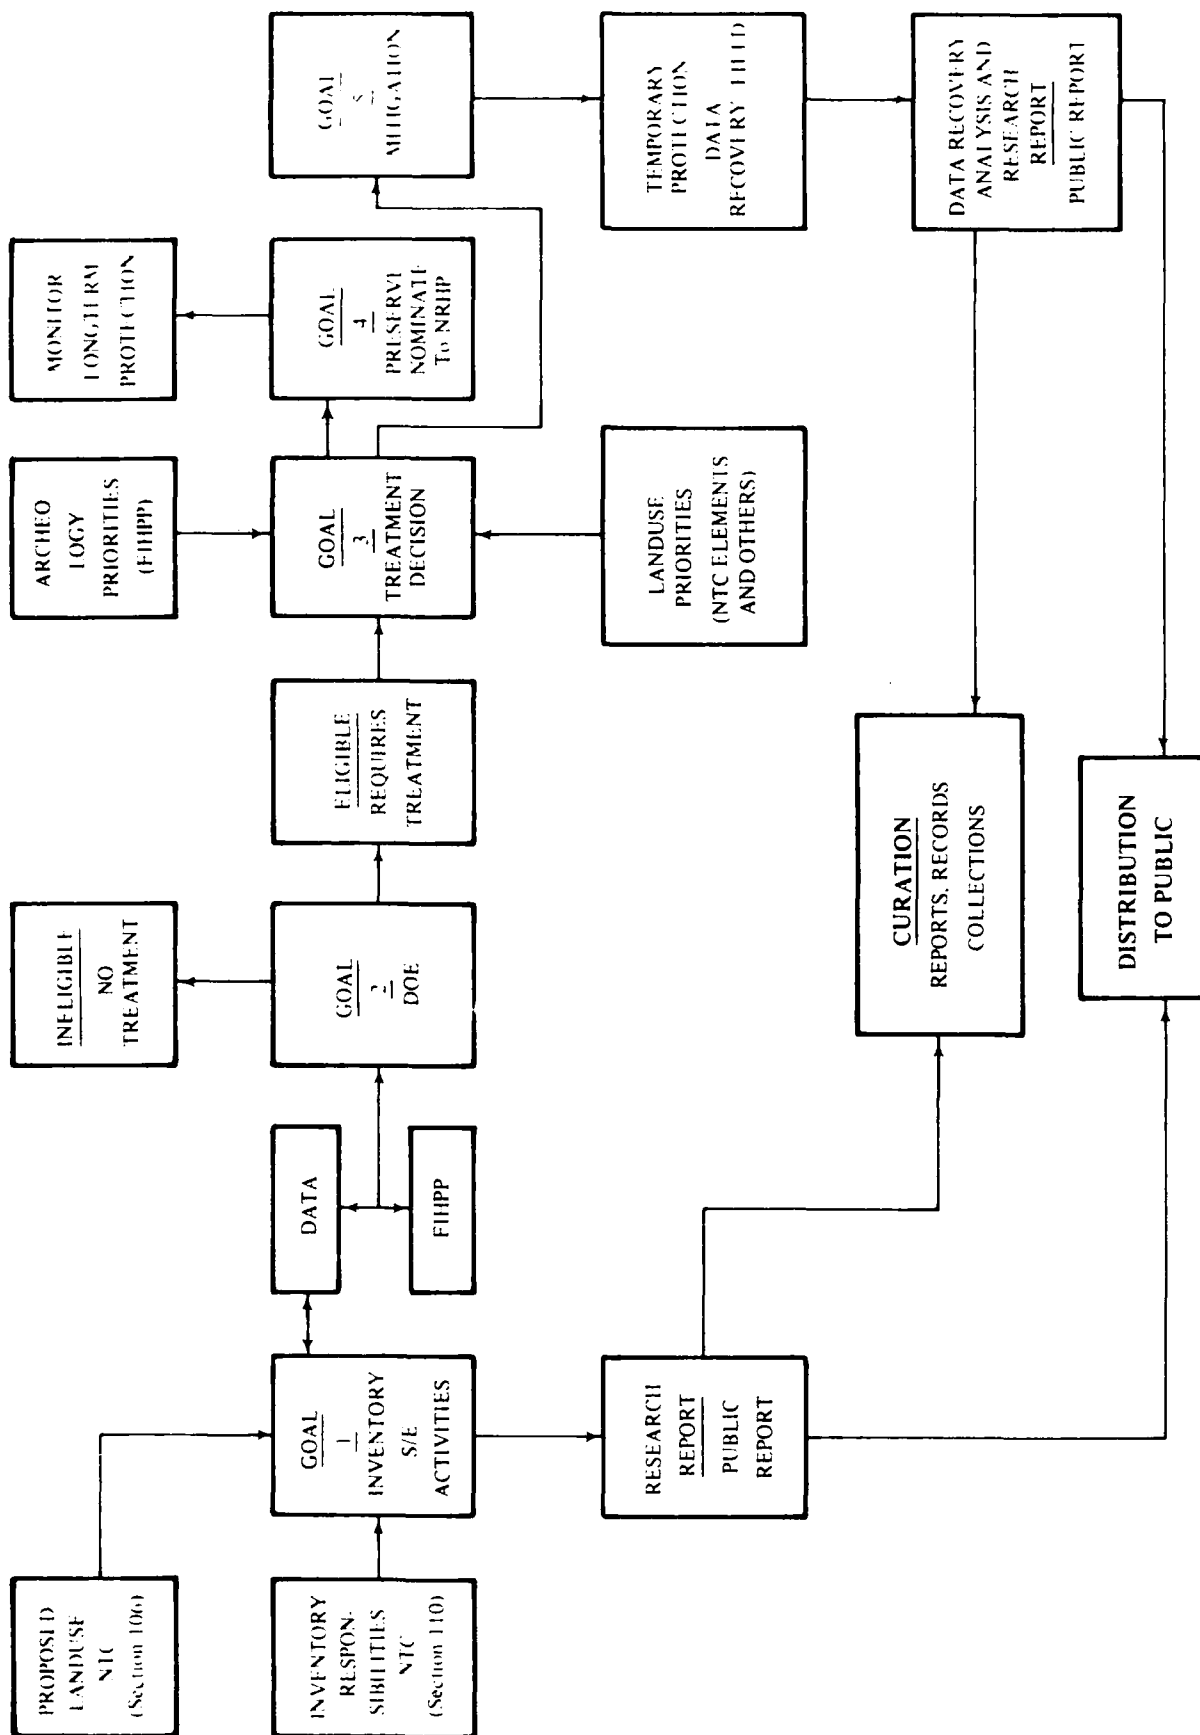 PROPOSED
LANDUSE
NTC
(Section 106)
INVENTORY
RESPON-
SIBILITIES
NTC
(Section 110)
GOAL
1
INVENTORY
S/E
ACTIVITIES
RESEARCH
REPORT
PUBLIC
REPORT
DATA
FIHPP
INELIGIBLE
NO
TREATMENT
GOAL
2
DOE
ELIGIBLE
REQUIRES
TREATMENT
ARCHEO
LOGY
PRIORITIES
(FIHPP)
GOAL
3
TREATMENT
DECISION
LANDUSE
PRIORITIES
(NTC ELEMENTS
AND OTHERS)
MONITOR
LONGTERM
PROTECTION
GOAL
4
PRESERVE
NOMINATE
To NRHP
GOAL
5
MITIGATION
TEMPORARY
PROTECTION
DATA
RECOVERY FIELD
DATA RECOVERY
ANALYSIS AND
RESEARCH
REPORT
PUBLIC REPORT
CURATION
REPORTS, RECORDS
COLLECTIONS
DISTRIBUTION
TO PUBLIC